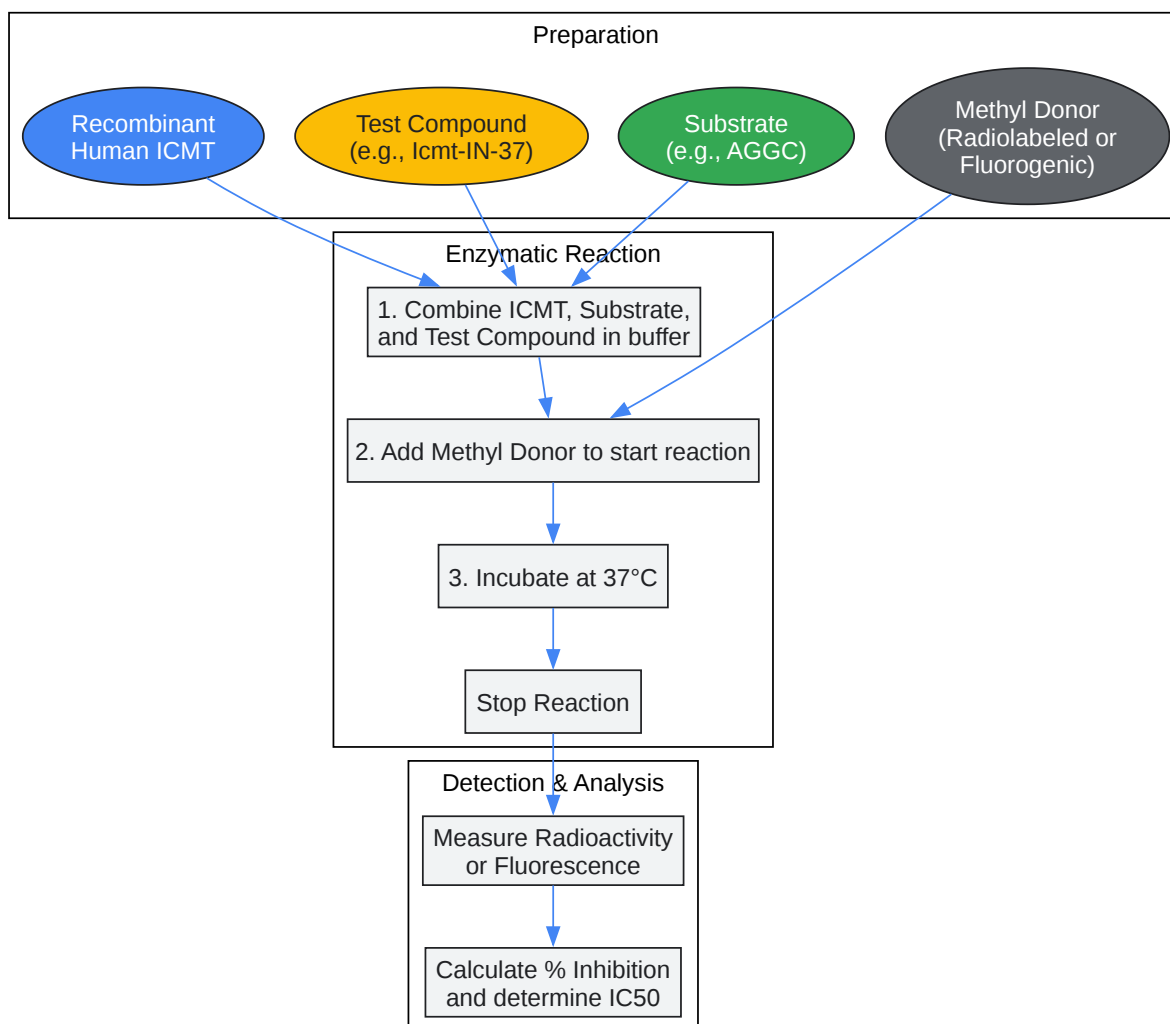 Preparation
Recombinant
Human ICMT
Test Compound
(e.g., Icmt-IN-37)
Substrate
(e.g., AGGC)
Methyl Donor
(Radiolabeled or
Fluorogenic)
Enzymatic Reaction
1. Combine ICMT, Substrate,
and Test Compound in buffer
2. Add Methyl Donor to start reaction
3. Incubate at 37°C
Stop Reaction
Detection & Analysis
Measure Radioactivity
or Fluorescence
Calculate % Inhibition
and determine IC50